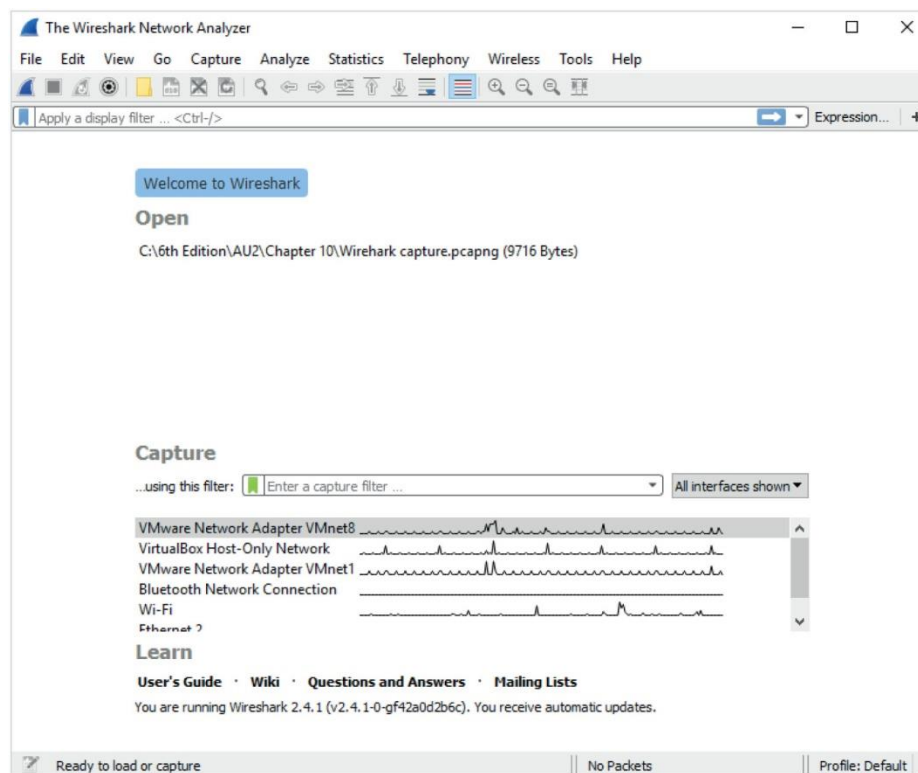 The Wireshark Network Analyzer
File Edit View Go Capture Analyze Statistics Telephony Wireless Tools Help
Apply a display filter ... <Ctrl-/> Expression... +
Welcome to Wireshark
Open
C:\6th Edition\AU2\Chapter 10\Wirehark capture.pcapng (9716 Bytes)
Capture
...using this filter: Enter a capture filter ... All interfaces shown
VMware Network Adapter VMnet8
VirtualBox Host-Only Network
VMware Network Adapter VMnet1
Bluetooth Network Connection
Wi-Fi
Ethernet 2
Learn
User's Guide · Wiki · Questions and Answers · Mailing Lists
You are running Wireshark 2.4.1 (v2.4.1-0-gf42a0d2b6c). You receive automatic updates.
Ready to load or capture No Packets Profile: Default